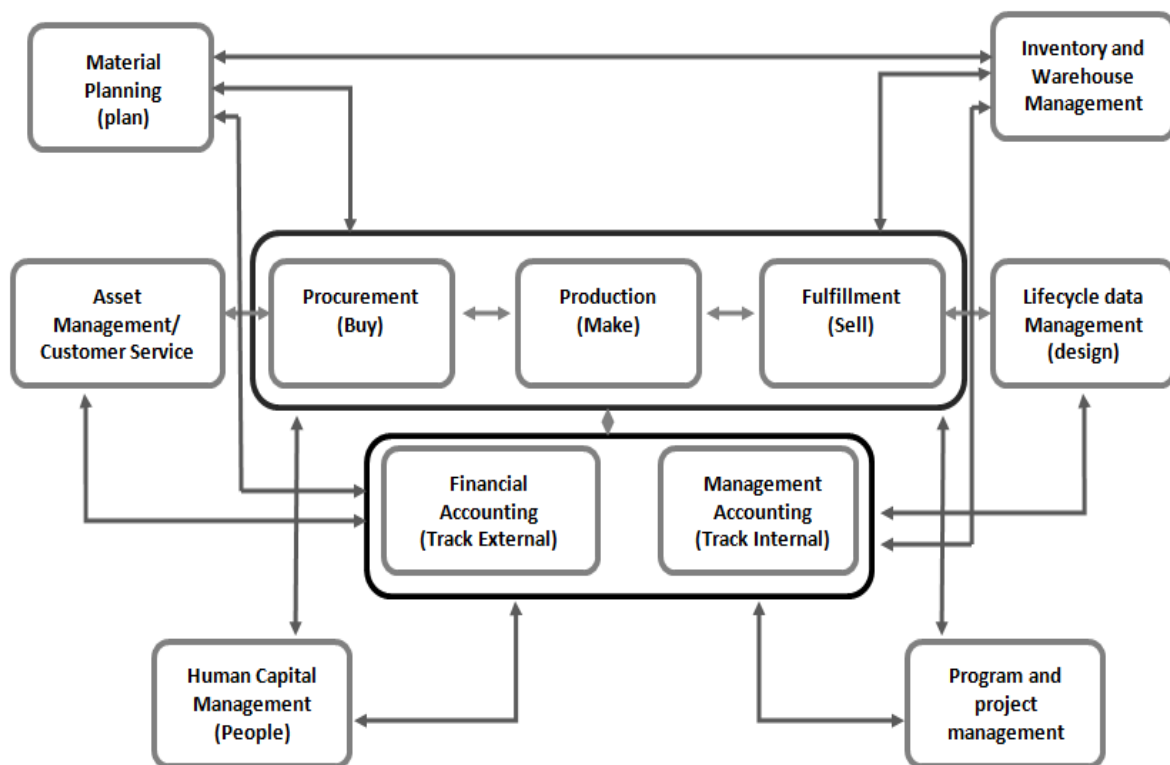 Material
Planning
(plan)
Inventory and
Warehouse
Management
Asset
Management/
Customer Service
Procurement
(Buy)
Production
(Make)
Fulfillment
(Sell)
Lifecycle data
Management
(design)
Financial
Accounting
(Track External)
Management
Accounting
(Track Internal)
Human Capital
Management
(People)
Program and
project
management